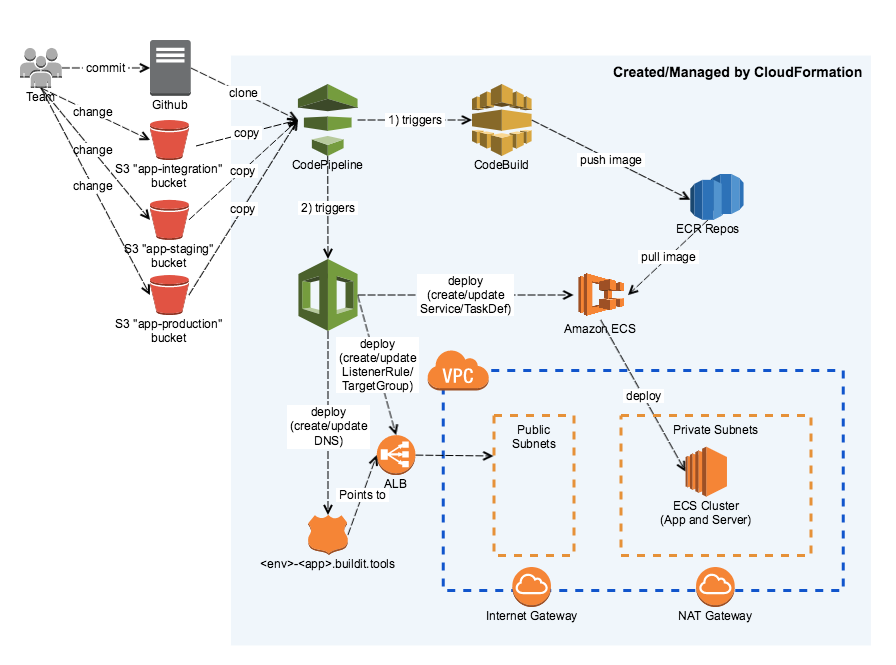 Created/Managed by CloudFormation
commit
Team
Github
clone
change
copy
S3 "app-integration"
bucket
CodePipeline
1) triggers
CodeBuild
push image
change
copy
ECR Repos
change
copy
2) triggers
S3 "app-staging"
bucket
pull image
S3 "app-production"
bucket
deploy
(create/update
Service/TaskDef)
Amazon ECS
deploy
(create/update
ListenerRule/
TargetGroup)
VPC
deploy
deploy
(create/update
DNS)
Public
Subnets
Private Subnets
ALB
Points to
ECS Cluster
(App and Server)
<env>-<app>.buildit.tools
Internet Gateway
NAT Gateway